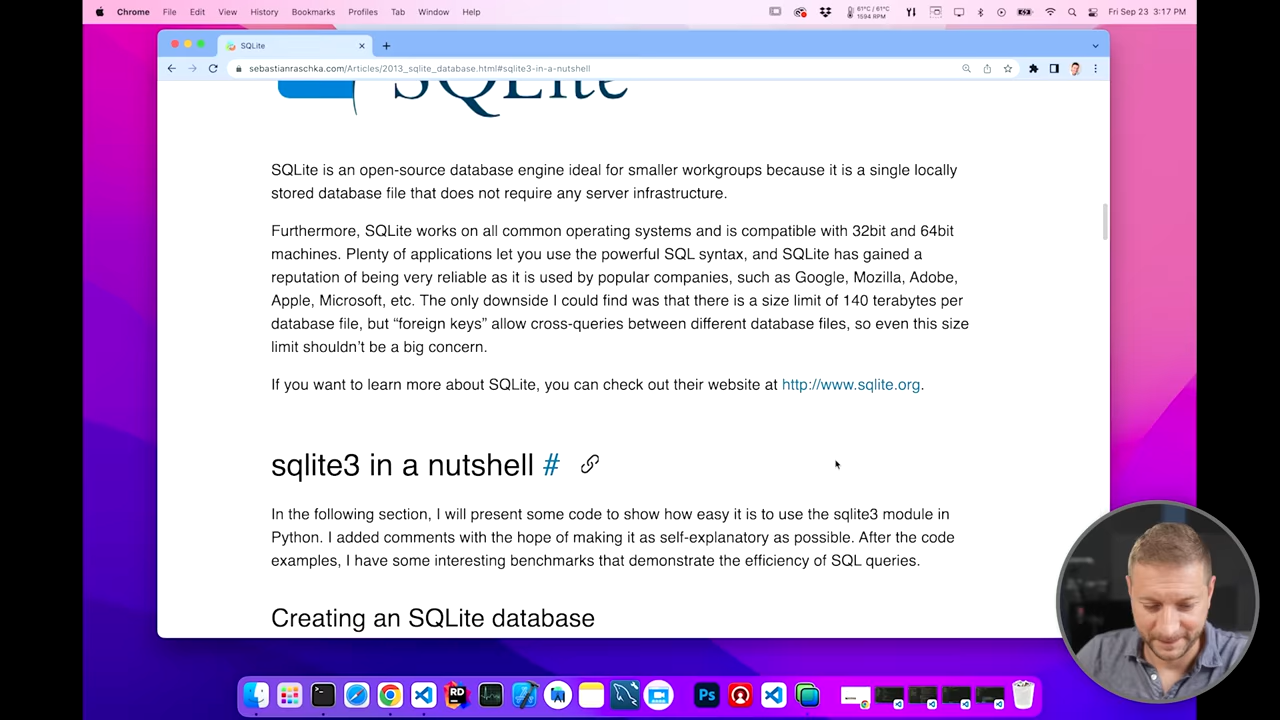 Chrome File Edit View History Bookmarks Profiles Tab Window Help
61°C / 61°C
1594 RPM
Fri Sep 23 3:17 PM
SQLite
sebastianraschka.com/Articles/2013_sqlite_database.html#sqlite3-in-a-nutshell
SQLite
SQLite is an open-source database engine ideal for smaller workgroups because it is a single locally
stored database file that does not require any server infrastructure.
Furthermore, SQLite works on all common operating systems and is compatible with 32bit and 64bit
machines. Plenty of applications let you use the powerful SQL syntax, and SQLite has gained a
reputation of being very reliable as it is used by popular companies, such as Google, Mozilla, Adobe,
Apple, Microsoft, etc. The only downside I could find was that there is a size limit of 140 terabytes per
database file, but “foreign keys” allow cross-queries between different database files, so even this size
limit shouldn’t be a big concern.
If you want to learn more about SQLite, you can check out their website at http://www.sqlite.org.
sqlite3 in a nutshell #
In the following section, I will present some code to show how easy it is to use the sqlite3 module in
Python. I added comments with the hope of making it as self-explanatory as possible. After the code
examples, I have some interesting benchmarks that demonstrate the efficiency of SQL queries.
Creating an SQLite database
RD
Ps